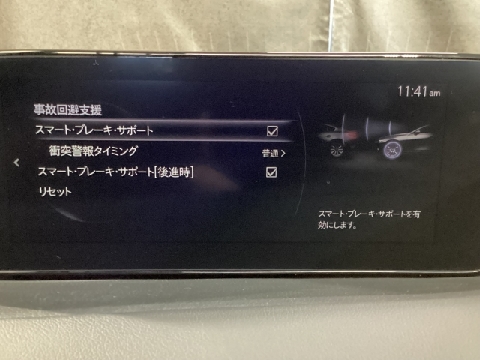 11:41 am
事故回避支援
スマート・ブレーキ・サポート
衝突警報タイミング 普通
スマート・ブレーキ・サポート[後進時]
リセット
スマート・ブレーキ・サポートを有
効にします。